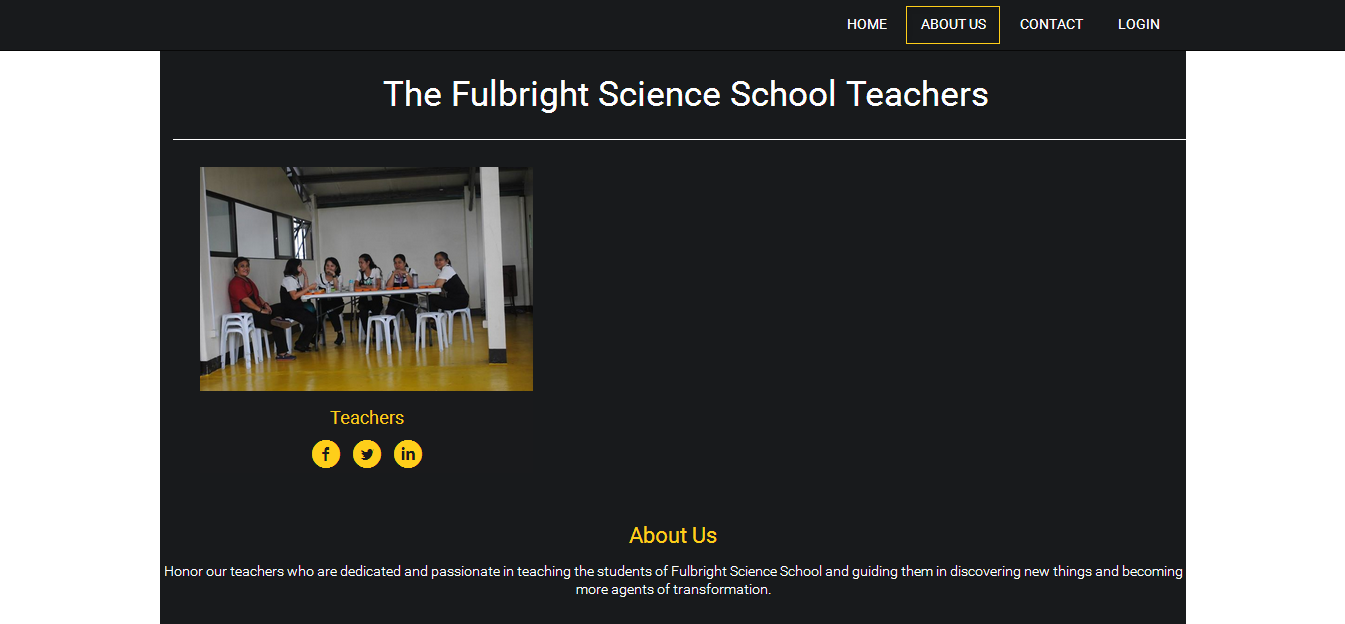 HOME ABOUT US CONTACT LOGIN
The Fulbright Science School Teachers
Teachers
f in
About Us
Honor our teachers who are dedicated and passionate in teaching the students of Fulbright Science School and guiding them in discovering new things and becoming
more agents of transformation.